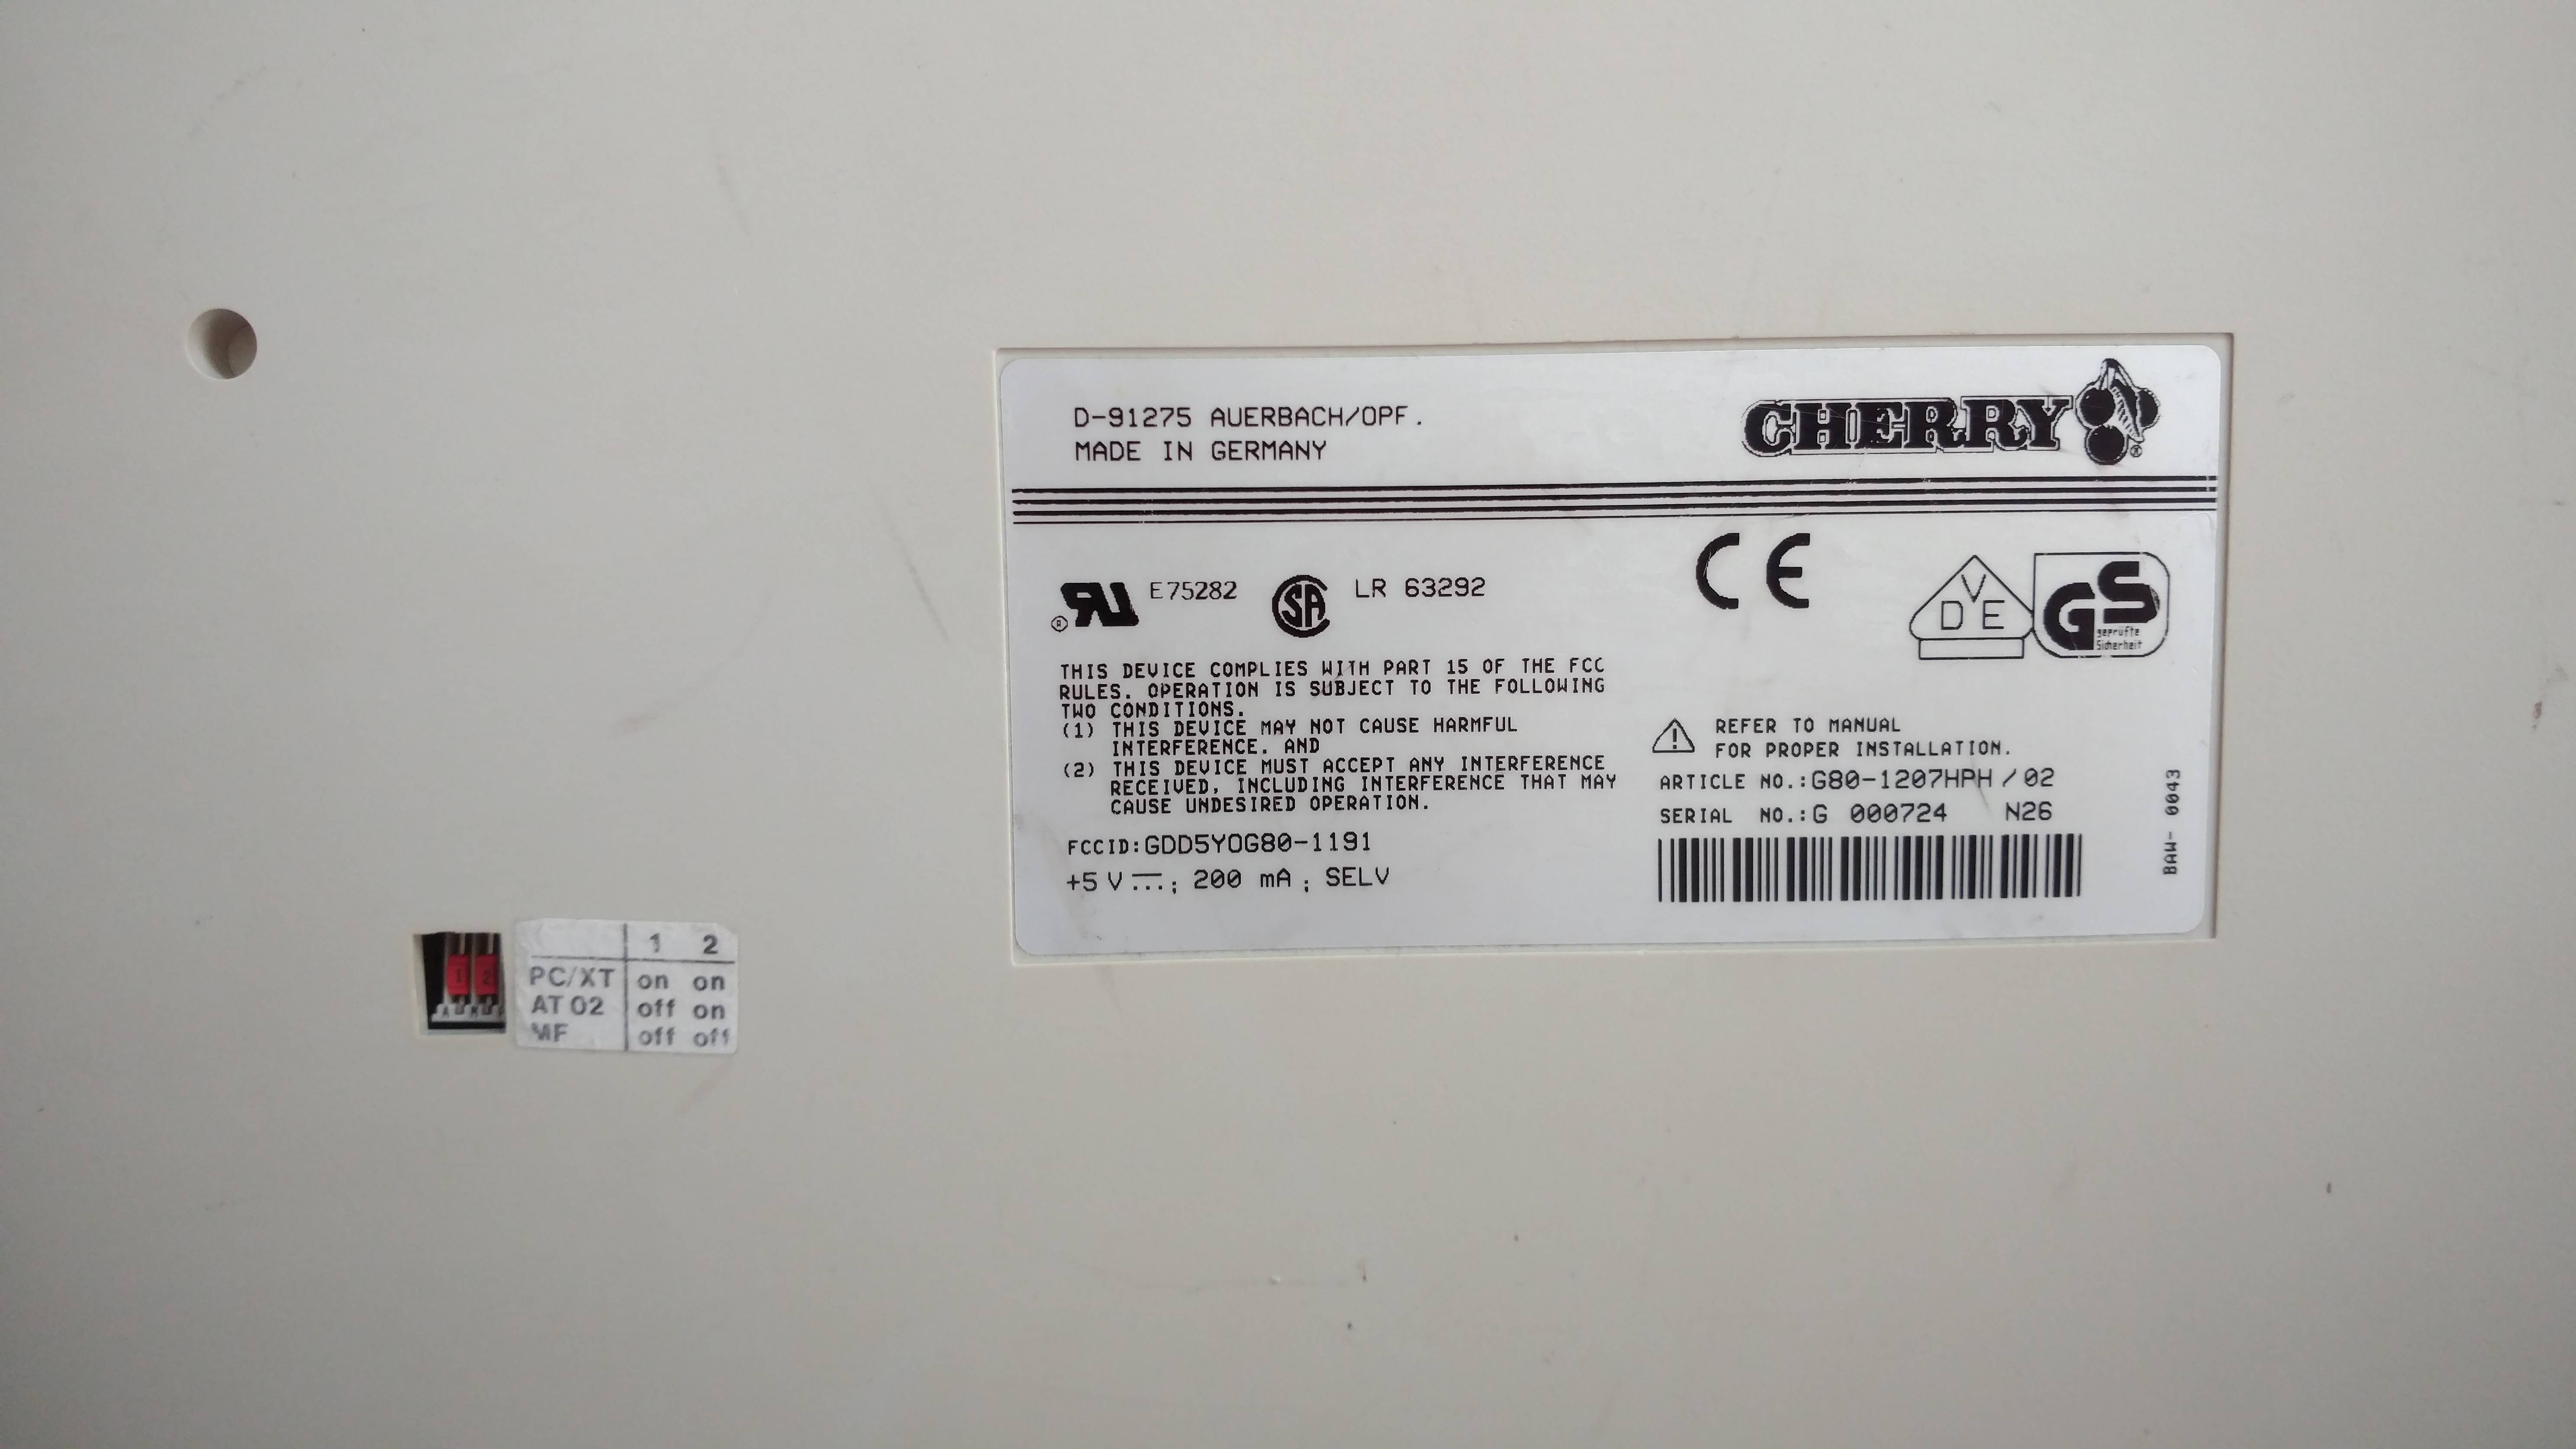 D-91275 AUERBACH/OPF.
MADE IN GERMANY
CHERRY
®
®
E75282
SA
LR 63292
CE
VDE
GS
geprüfte
Sicherheit
THIS DEVICE COMPLIES WITH PART 15 OF THE FCC
RULES. OPERATION IS SUBJECT TO THE FOLLOWING
TWO CONDITIONS.
(1) THIS DEVICE MAY NOT CAUSE HARMFUL
INTERFERENCE. AND
(2) THIS DEVICE MUST ACCEPT ANY INTERFERENCE
RECEIVED, INCLUDING INTERFERENCE THAT MAY
CAUSE UNDESIRED OPERATION.
FCCID:GDD5YOG80-1191
+5 V ⎓; 200 mA ; SELV
REFER TO MANUAL
FOR PROPER INSTALLATION.
ARTICLE NO.:G80-1207HPH / 02
SERIAL NO.:G 000724 N26
BAW- 0043
1 2
1 2
PC/XT on on
AT 02 off on
MF off off